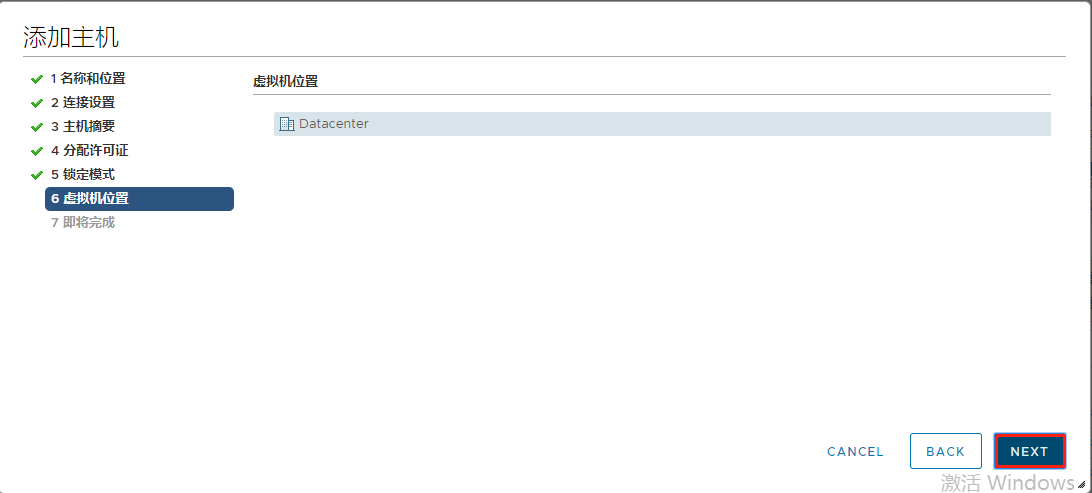 添加主机
1 名称和位置
2 连接设置
3 主机摘要
4 分配许可证
5 锁定模式
6 虚拟机位置
7 即将完成
虚拟机位置
Datacenter
CANCEL
BACK
NEXT
激活 Windows